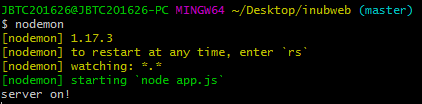 JBTC201626@JBTC201626-PC MINGW64 ~/Desktop/inubweb (master)
$ nodemon
[nodemon] 1.17.3
[nodemon] to restart at any time, enter `rs`
[nodemon] watching: *.*
[nodemon] starting `node app.js`
server on!